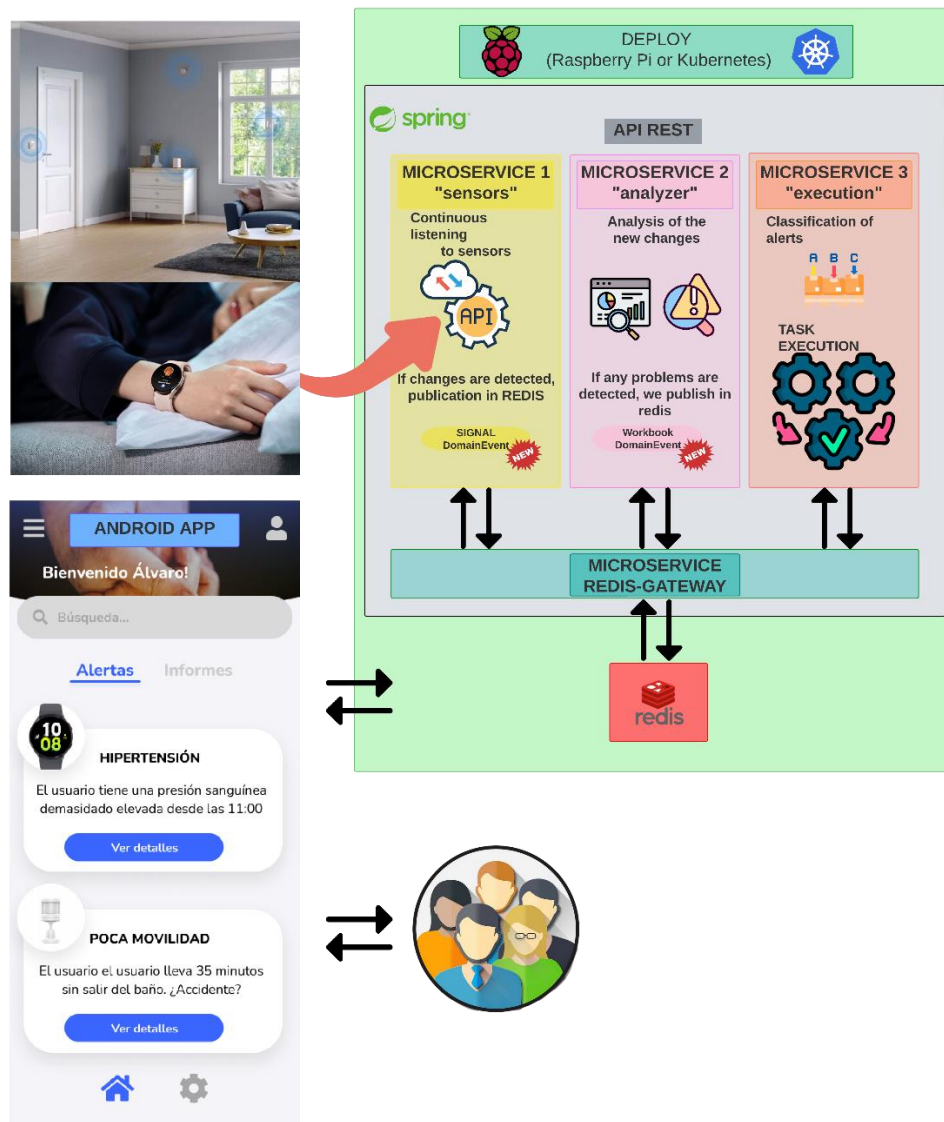 DEPLOY
(Raspberry Pi or Kubernetes)
spring
API REST
MICROSERVICE 1
"sensors"
Continuous
listening
to sensors
API
If changes are detected,
publication in REDIS
SIGNAL
DomainEvent
NEW
MICROSERVICE 2
"analyzer"
Analysis of the
new changes
If any problems are
detected, we publish in
redis
Workbook
DomainEvent
NEW
MICROSERVICE 3
"execution"
Classification of
alerts
A B C
TASK
EXECUTION
MICROSERVICE
REDIS-GATEWAY
redis
ANDROID APP
Bienvenido Álvaro!
Búsqueda...
Alertas Informes
10
08
HIPERTENSIÓN
El usuario tiene una presión sanguínea
demasidado elevada desde las 11:00
Ver detalles
POCA MOVILIDAD
El usuario el usuario lleva 35 minutos
sin salir del baño. ¿Accidente?
Ver detalles